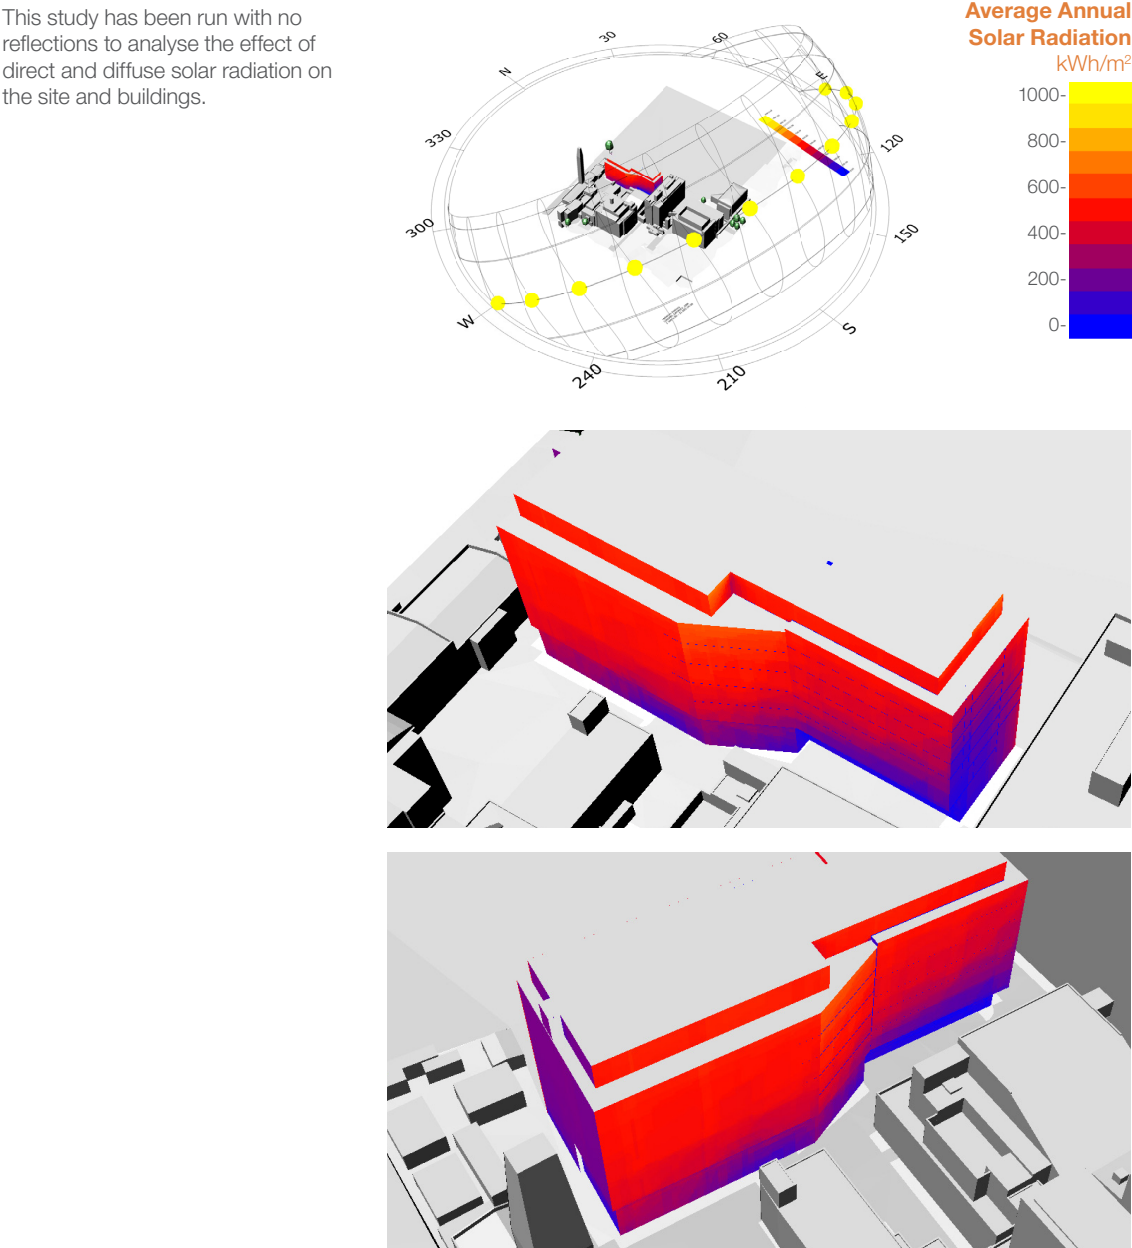 This study has been run with no
reflections to analyse the effect of
direct and diffuse solar radiation on
the site and buildings.
Average Annual
Solar Radiation
kWh/m²
1000-
800-
600-
400-
200-
0-
N
30
60
E
120
150
S
210
240
W
300
330